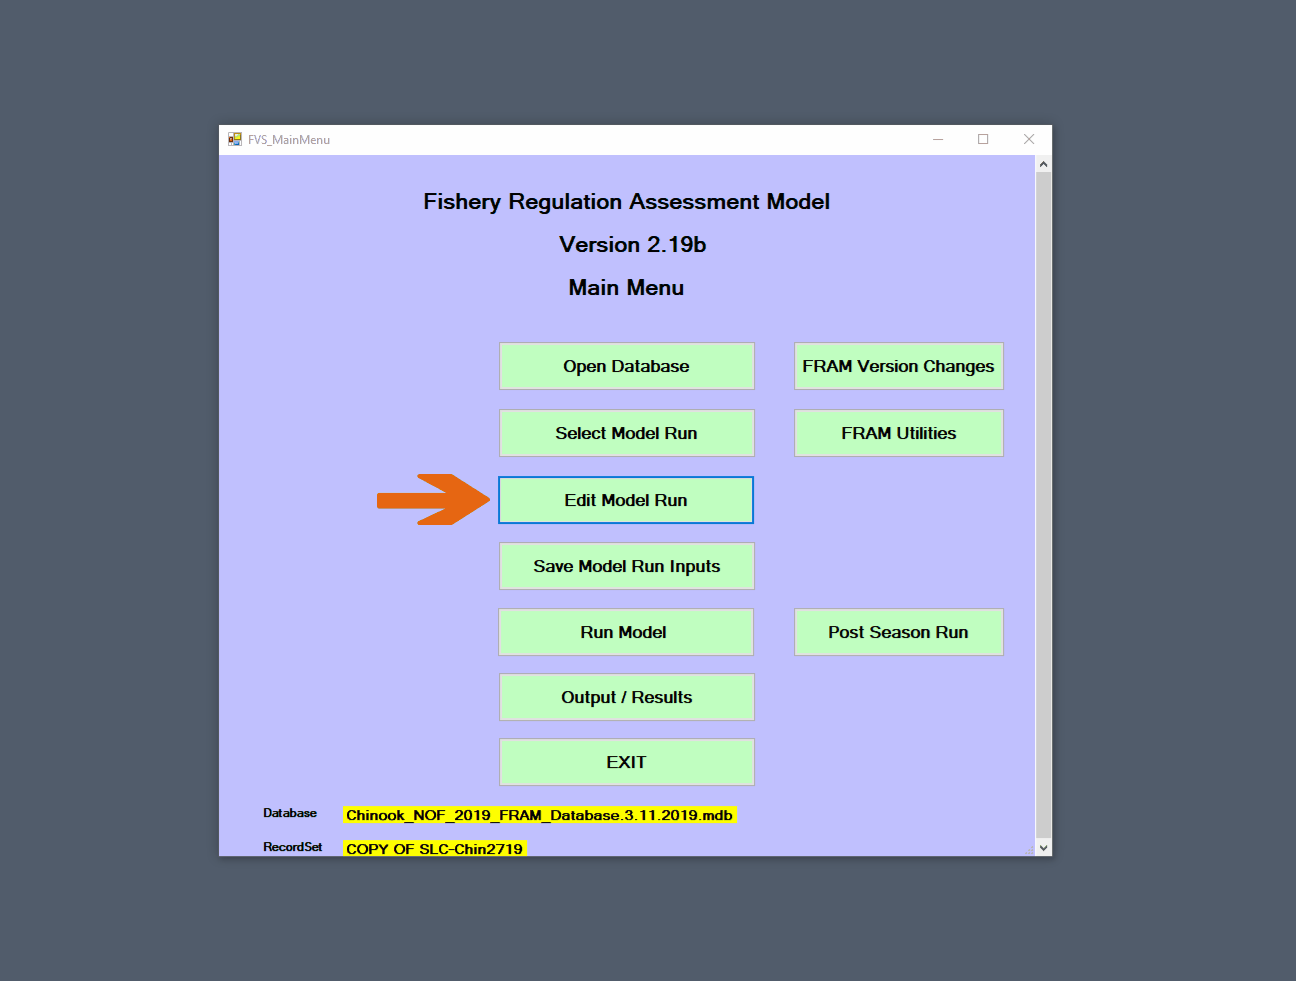 FVS_MainMenu
Fishery Regulation Assessment Model
Version 2.19b
Main Menu
Open Database
FRAM Version Changes
Select Model Run
FRAM Utilities
Edit Model Run
Save Model Run Inputs
Run Model
Post Season Run
Output / Results
EXIT
Database
Chinook_NOF_2019_FRAM_Database.3.11.2019.mdb
RecordSet
COPY OF SLC-Chin2719